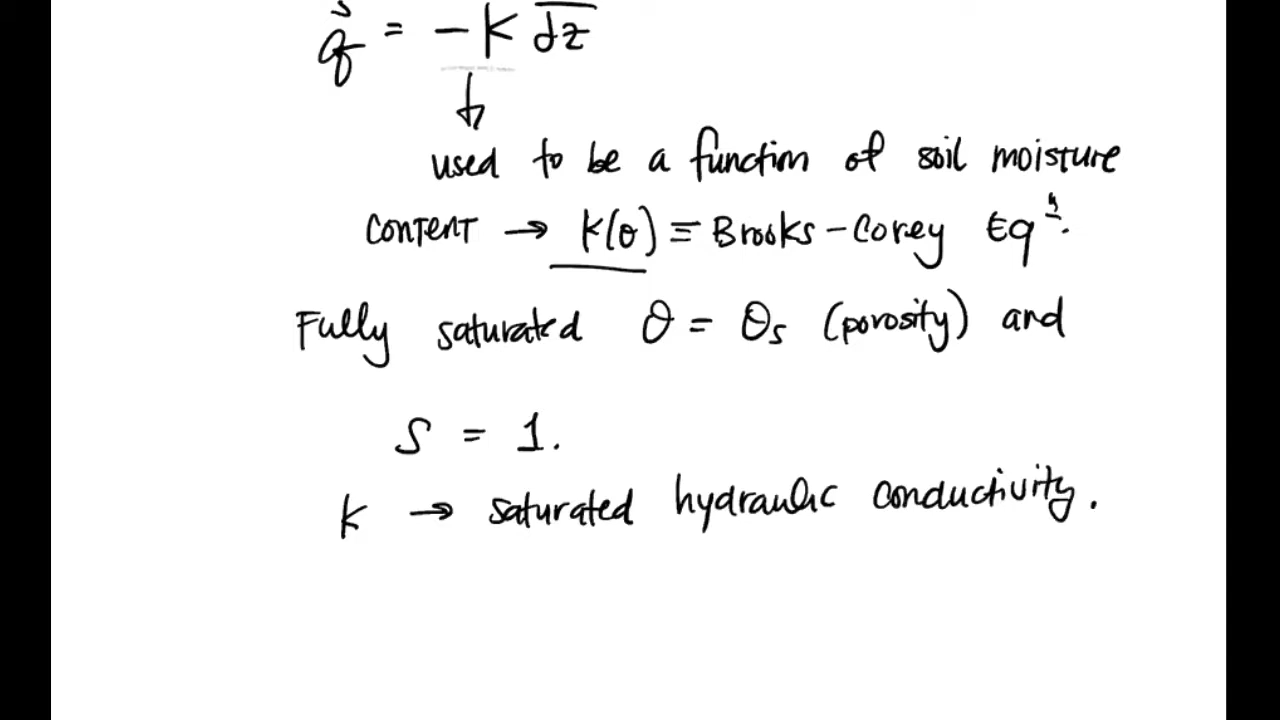 q = - K dz
used to be a function of soil moisture
content → K(θ) ≡ Brooks - Corey Eqⁿ.
Fully saturated θ = θs (porosity) and
S = 1.
K → saturated hydraulic conductivity.